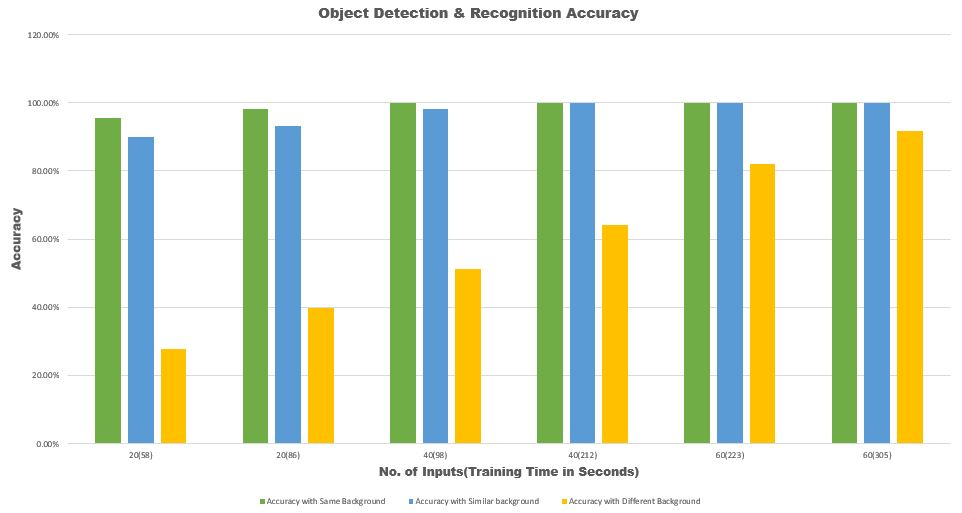 Object Detection & Recognition Accuracy
120.00%
100.00%
80.00%
60.00%
40.00%
20.00%
0.00%
Accuracy
20(58) 20(86) 40(98) 40(212) 60(223) 60(305)
No. of Inputs(Training Time in Seconds)
Accuracy with Same Background Accuracy with Similar background Accuracy with Different Background